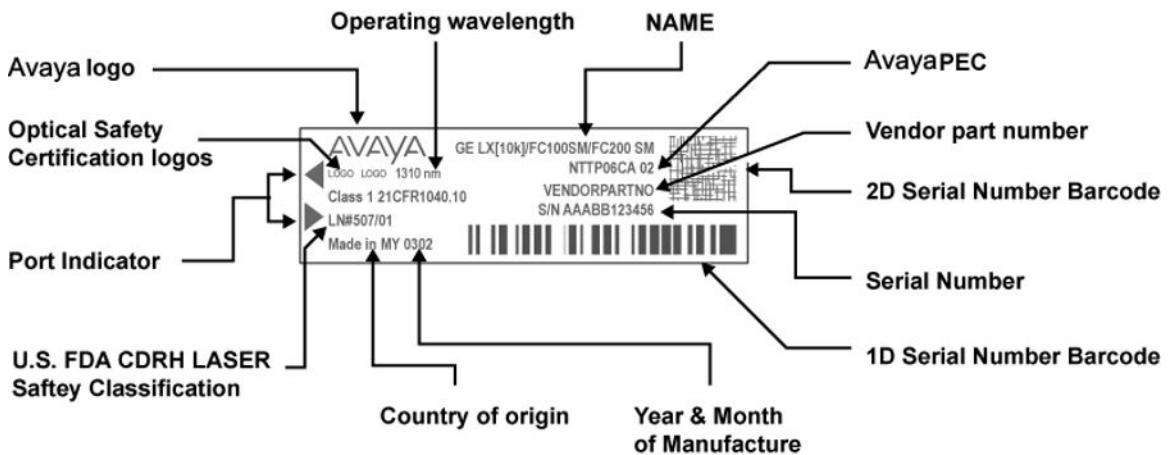 Operating wavelength
NAME
Avaya logo
AvayaPEC
Optical Safety
Certification logos
Vendor part number
2D Serial Number Barcode
Port Indicator
Serial Number
U.S. FDA CDRH LASER
Saftey Classification
1D Serial Number Barcode
Country of origin
Year & Month
of Manufacture
AVAYA
LOGO LOGO 1310 nm
Class 1 21CFR1040.10
LN#507/01
Made in MY 0302
GE LX[10k]/FC100SM/FC200 SM
NTTP06CA 02
VENDORPARTNO
S/N AAABB123456